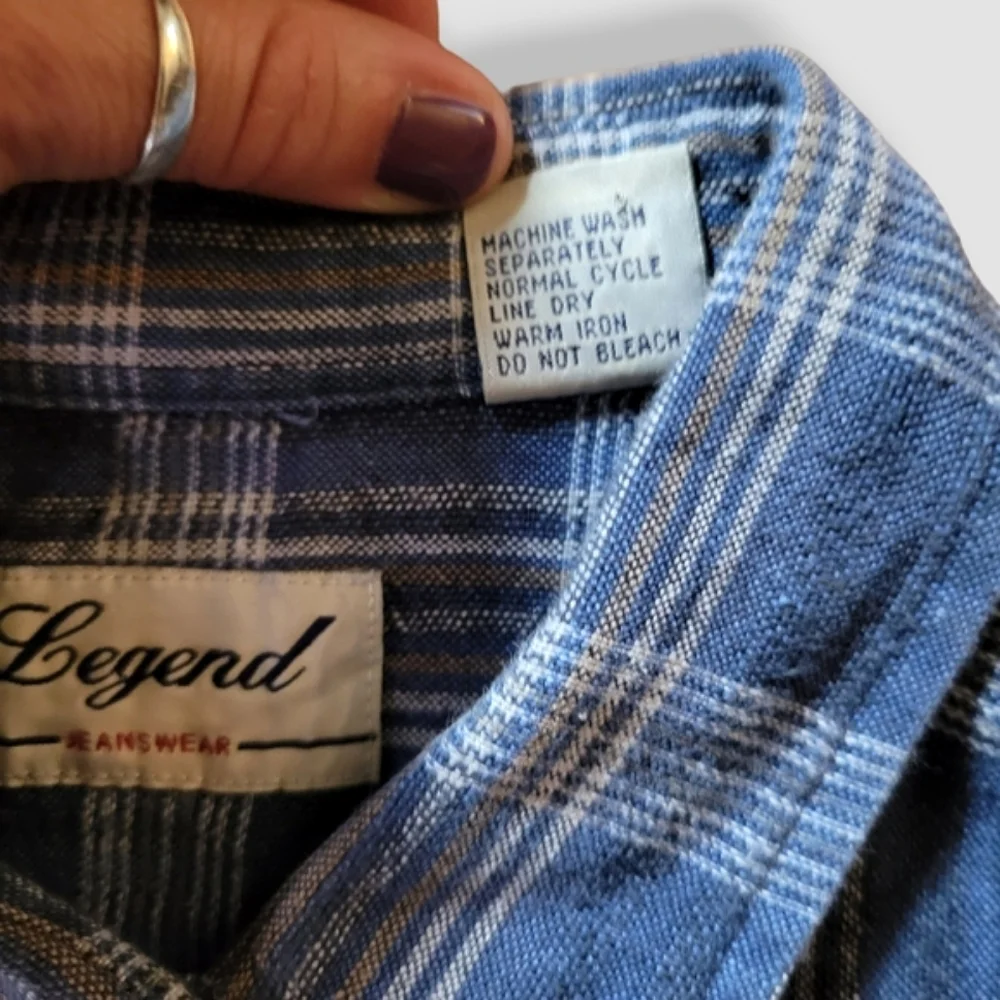 MACHINE WASH
SEPARATELY
NORMAL CYCLE
LINE DRY
WARM IRON
DO NOT BLEACH
Legend
JEANSWEAR